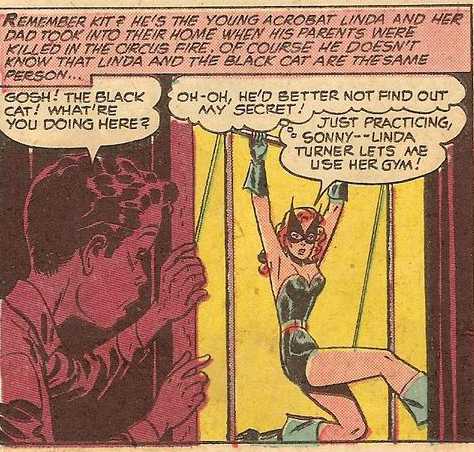 REMEMBER KIT? HE'S THE YOUNG ACROBAT LINDA AND HER
DAD TOOK INTO THEIR HOME WHEN HIS PARENTS WERE
KILLED IN THE CIRCUS FIRE. OF COURSE HE DOESN'T
KNOW THAT LINDA AND THE BLACK CAT ARE THE SAME
PERSON...
GOSH! THE BLACK
CAT! WHAT'RE
YOU DOING HERE?
OH-OH, HE'D BETTER NOT FIND OUT
MY SECRET!
JUST PRACTICING,
SONNY--LINDA
TURNER LETS ME
USE HER GYM!